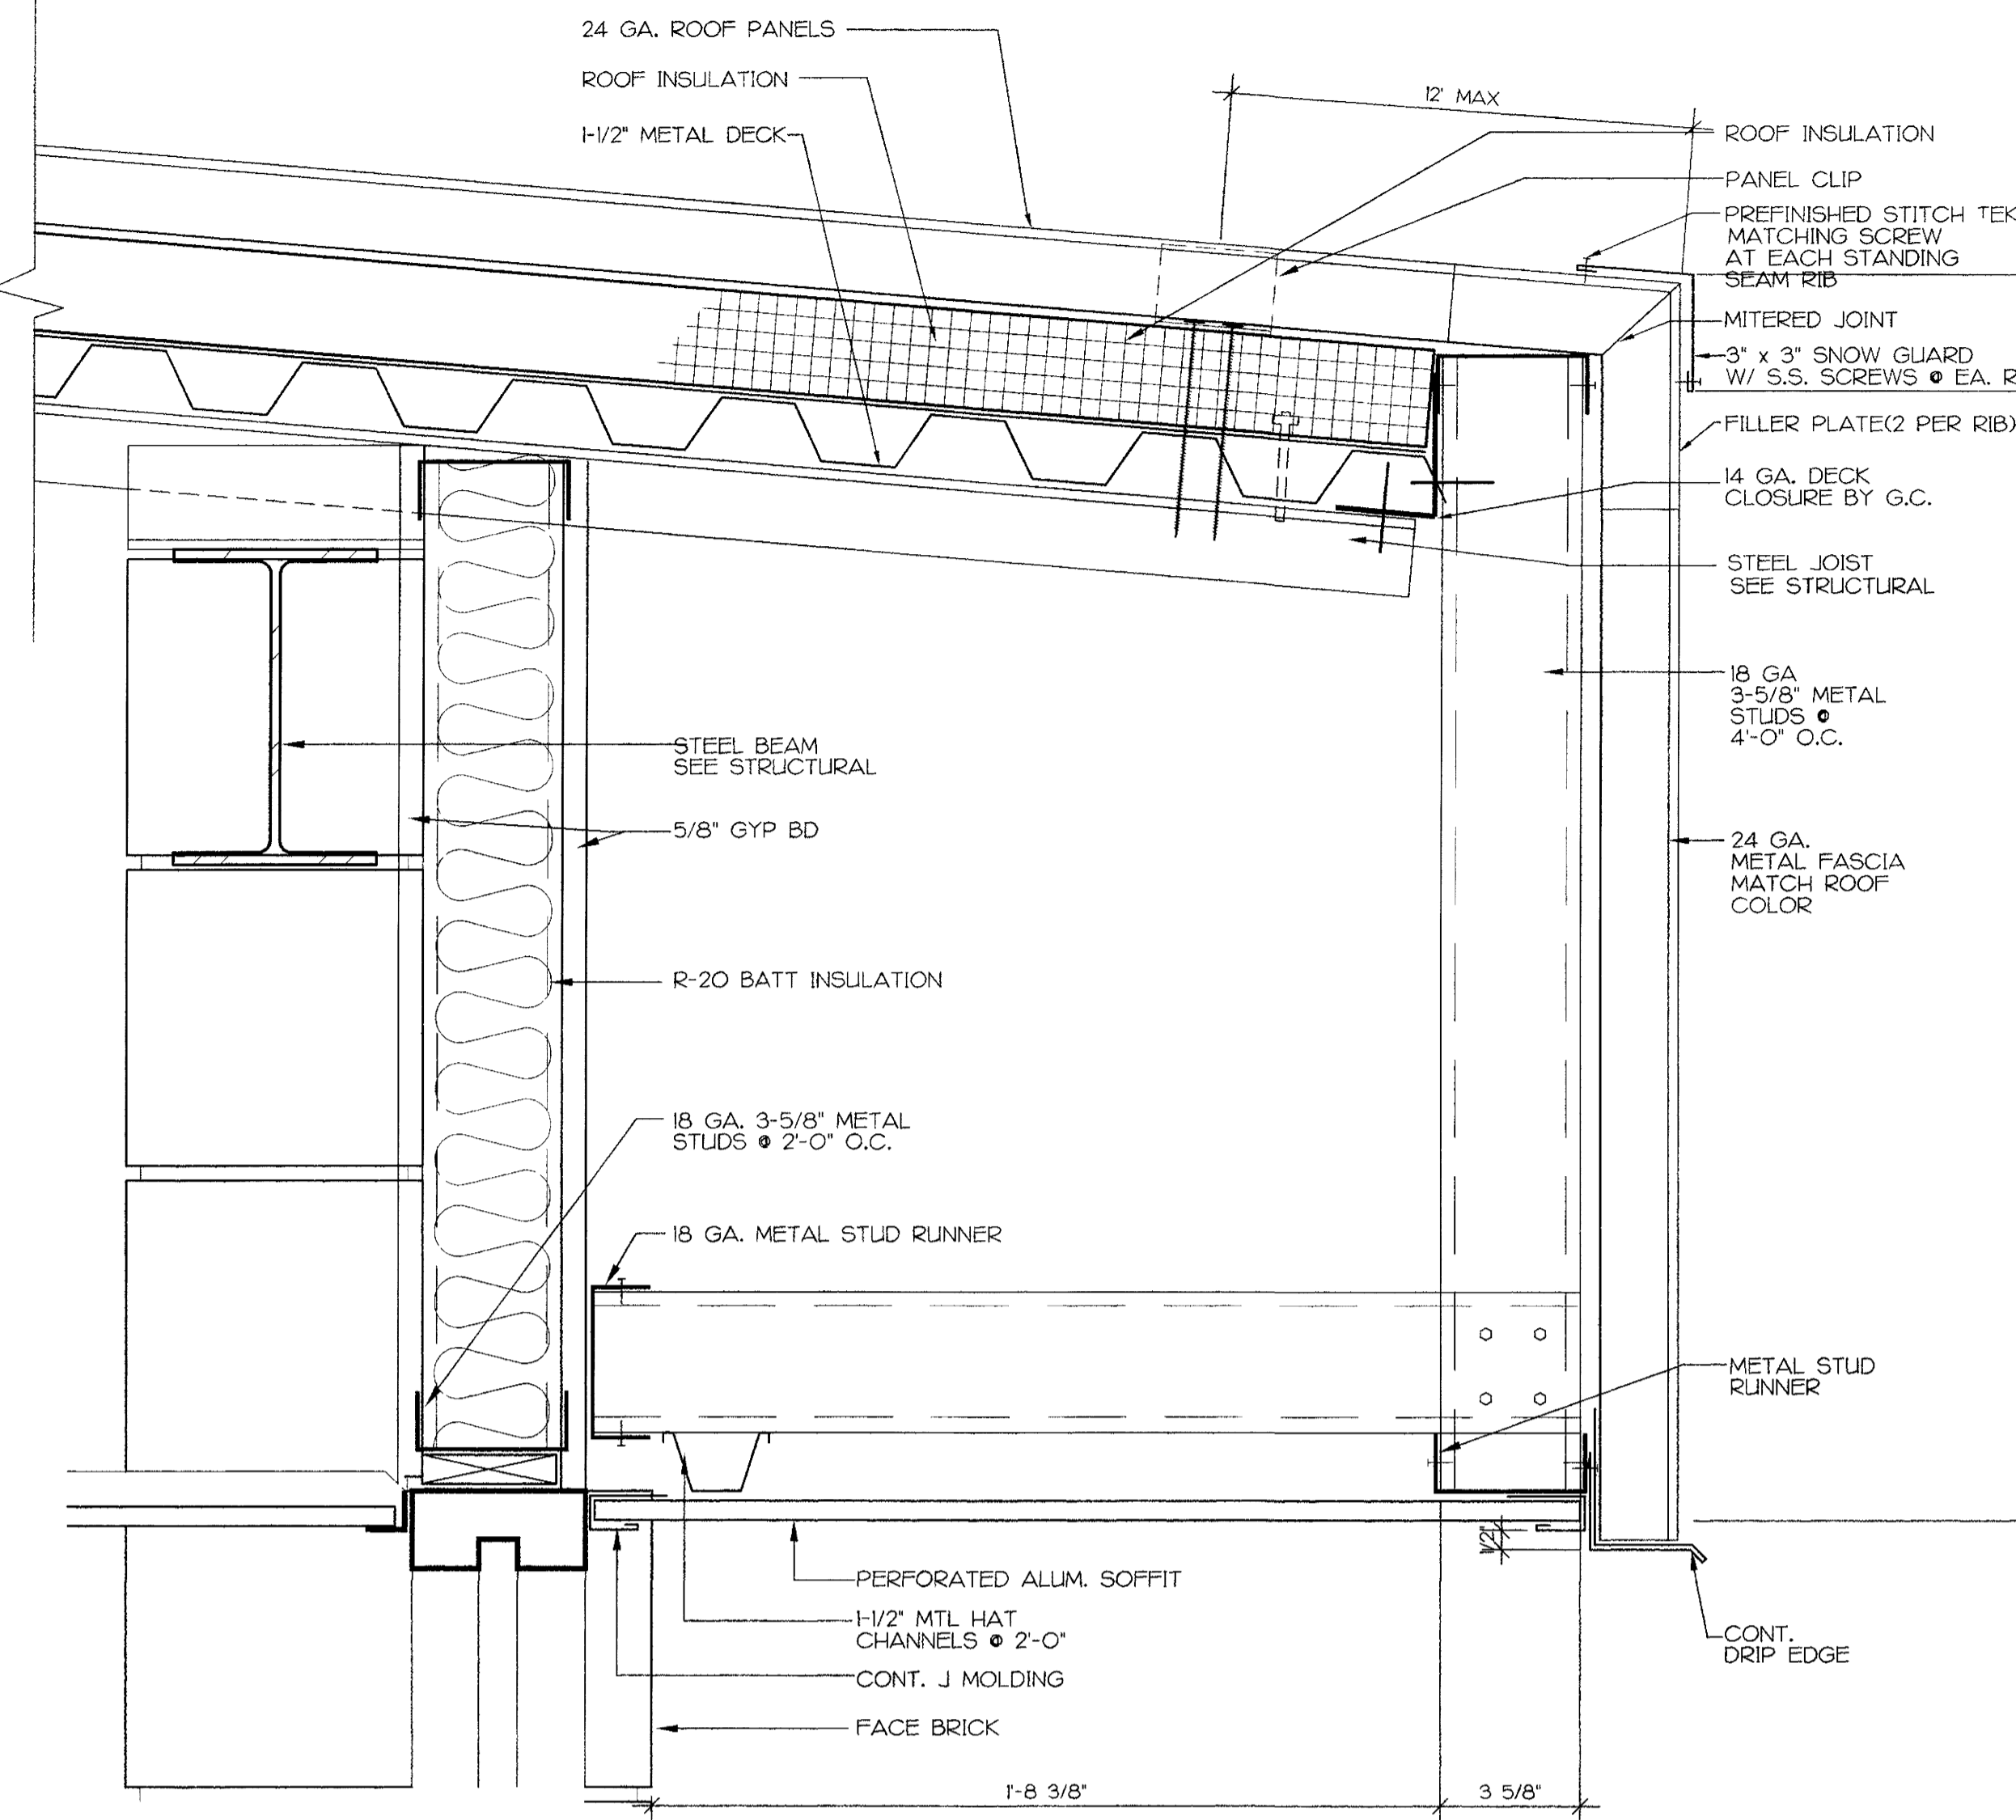 24 GA. ROOF PANELS
ROOF INSULATION
1-1/2" METAL DECK
12' MAX
ROOF INSULATION
PANEL CLIP
PREFINISHED STITCH TEK
MATCHING SCREW
AT EACH STANDING
SEAM RIB
MITERED JOINT
3" x 3" SNOW GUARD
W/ S.S. SCREWS @ EA. R
FILLER PLATE(2 PER RIB)
14 GA. DECK
CLOSURE BY G.C.
STEEL JOIST
SEE STRUCTURAL
18 GA
3-5/8" METAL
STUDS @
4'-0" O.C.
STEEL BEAM
SEE STRUCTURAL
5/8" GYP BD
24 GA.
METAL FASCIA
MATCH ROOF
COLOR
R-20 BATT INSULATION
18 GA. 3-5/8" METAL
STUDS @ 2'-0" O.C.
18 GA. METAL STUD RUNNER
METAL STUD
RUNNER
1/2"
PERFORATED ALUM. SOFFIT
1-1/2" MTL HAT
CHANNELS @ 2'-0"
CONT. J MOLDING
FACE BRICK
CONT.
DRIP EDGE
1'-8 3/8"
3 5/8"